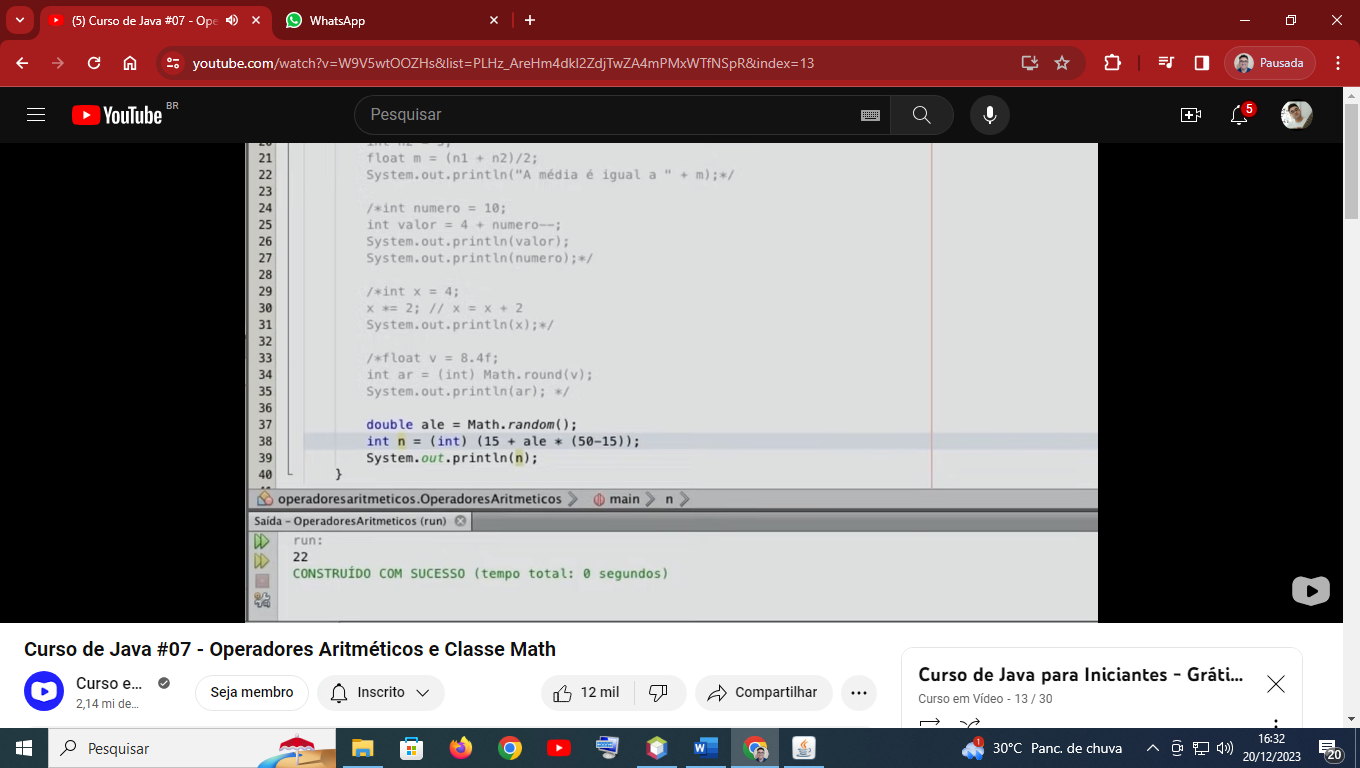 (5) Curso de Java #07 - Ope
WhatsApp
youtube.com/watch?v=W9V5wtOOZHs&list=PLHz_AreHm4dkI2ZdjTwZA4mPMxWTfNSpR&index=13
Pausada
YouTube BR
Pesquisar
5
20 int n2 = 5;
21 float m = (n1 + n2)/2;
22 System.out.println("A média é igual a " + m);*/
23
24 /*int numero = 10;
25 int valor = 4 + numero--;
26 System.out.println(valor);
27 System.out.println(numero);*/
28
29 /*int x = 4;
30 x *= 2; // x = x + 2
31 System.out.println(x);*/
32
33 /*float v = 8.4f;
34 int ar = (int) Math.round(v);
35 System.out.println(ar); */
36
37 double ale = Math.random();
38 int n = (int) (15 + ale * (50-15));
39 System.out.println(n);
40 }
operadoresaritmeticos.OperadoresAritmeticos main n
Saída - OperadoresAritmeticos (run)
run:
22
CONSTRUÍDO COM SUCESSO (tempo total: 0 segundos)
Curso de Java #07 - Operadores Aritméticos e Classe Math
Curso e...
2,14 mi de...
Seja membro
Inscrito
12 mil
Compartilhar
Curso de Java para Iniciantes - Gráti...
Curso em Vídeo - 13 / 30
Pesquisar
1
30°C Panc. de chuva
16:32
20/12/2023
20